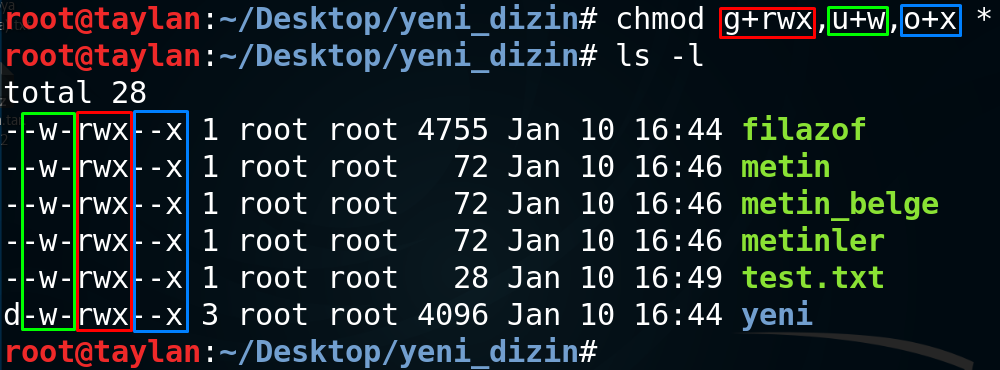 root@taylan:~/Desktop/yeni_dizin# chmod g+rwx,u+w,o+x *
root@taylan:~/Desktop/yeni_dizin# ls -l
total 28
--w-rwx--x 1 root root 4755 Jan 10 16:44 filazof
--w-rwx--x 1 root root   72 Jan 10 16:46 metin
--w-rwx--x 1 root root   72 Jan 10 16:46 metin_belge
--w-rwx--x 1 root root   72 Jan 10 16:46 metinler
--w-rwx--x 1 root root   28 Jan 10 16:49 test.txt
d-w-rwx--x 3 root root 4096 Jan 10 16:44 yeni
root@taylan:~/Desktop/yeni_dizin#